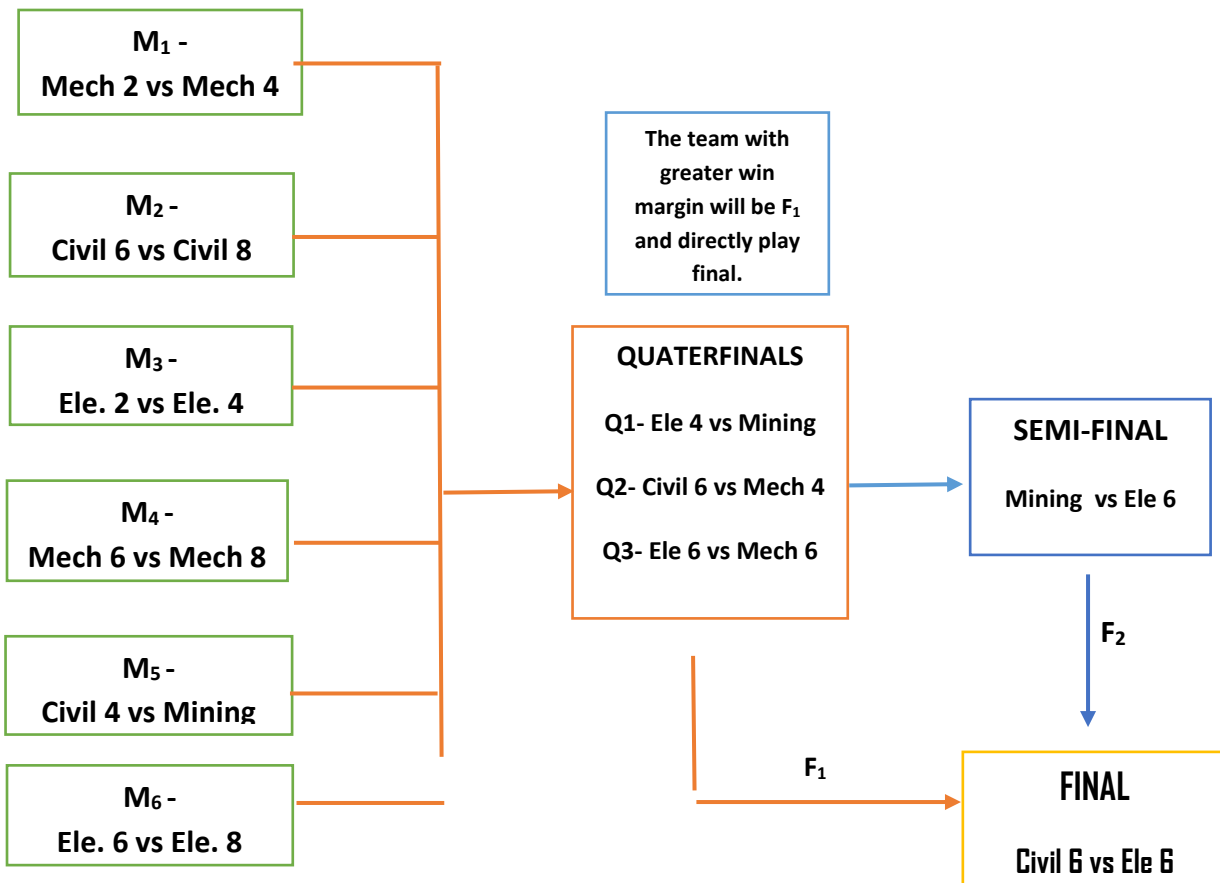 M₁ -
Mech 2 vs Mech 4
M₂ -
Civil 6 vs Civil 8
M₃ -
Ele. 2 vs Ele. 4
M₄ -
Mech 6 vs Mech 8
M₅ -
Civil 4 vs Mining
M₆ -
Ele. 6 vs Ele. 8
The team with
greater win
margin will be F₁
and directly play
final.
QUATERFINALS
Q1- Ele 4 vs Mining
Q2- Civil 6 vs Mech 4
Q3- Ele 6 vs Mech 6
SEMI-FINAL
Mining vs Ele 6
F₂
F₁
FINAL
Civil 6 vs Ele 6